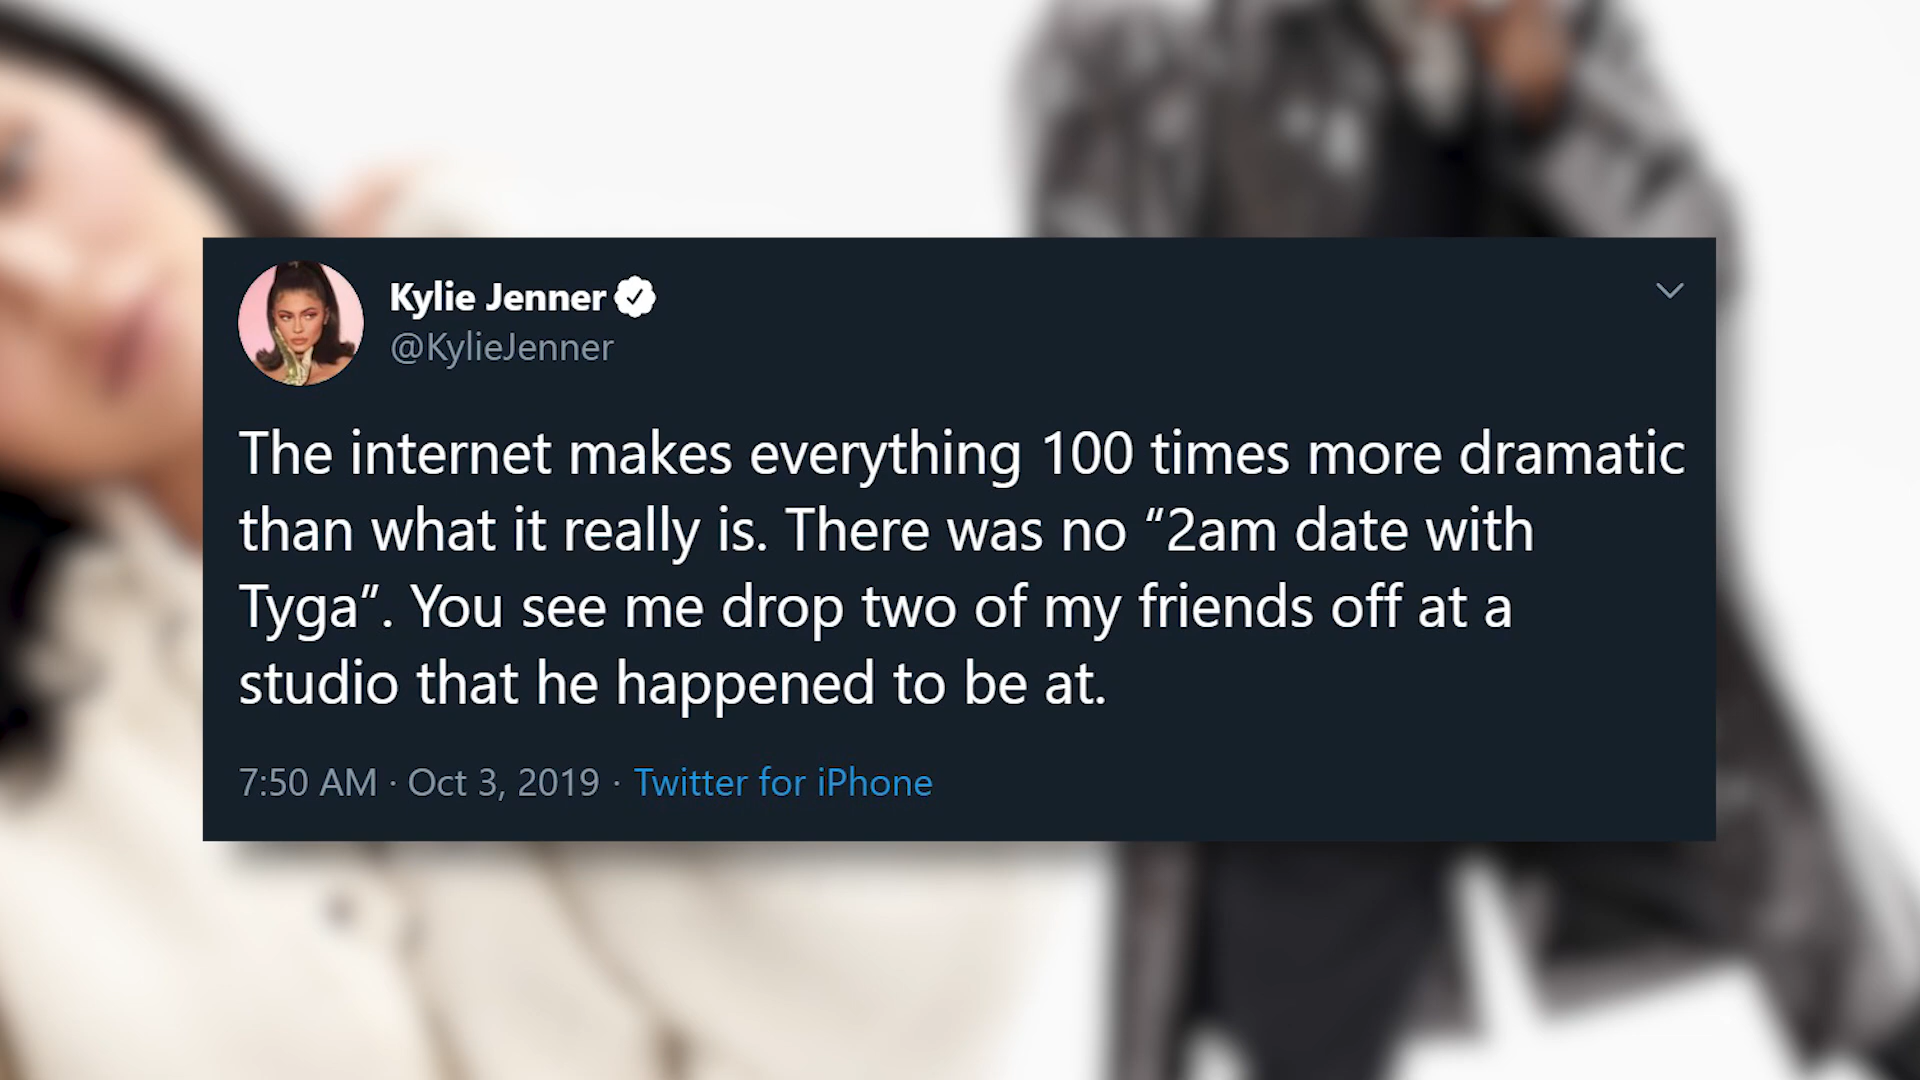 Kylie Jenner
@KylieJenner
The internet makes everything 100 times more dramatic
than what it really is. There was no “2am date with
Tyga”. You see me drop two of my friends off at a
studio that he happened to be at.
7:50 AM · Oct 3, 2019 · Twitter for iPhone